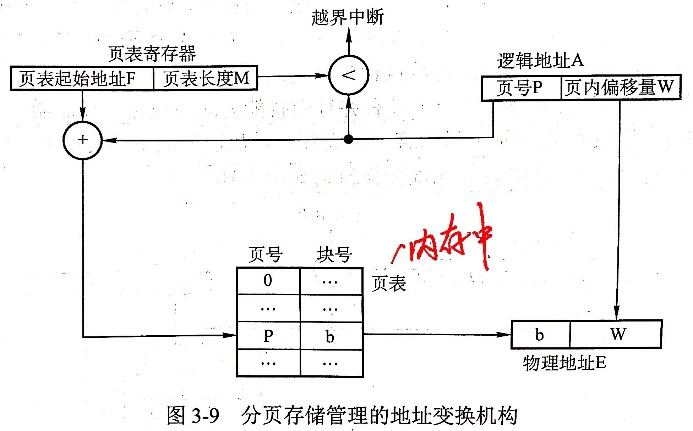 越界中断
页表寄存器
页表起始地址F 页表长度M
<
逻辑地址A
页号P 页内偏移量W
+
内存中
页号 块号
页表
0 …
… …
P b
… …
b W
物理地址E
图 3-9 分页存储管理的地址变换机构